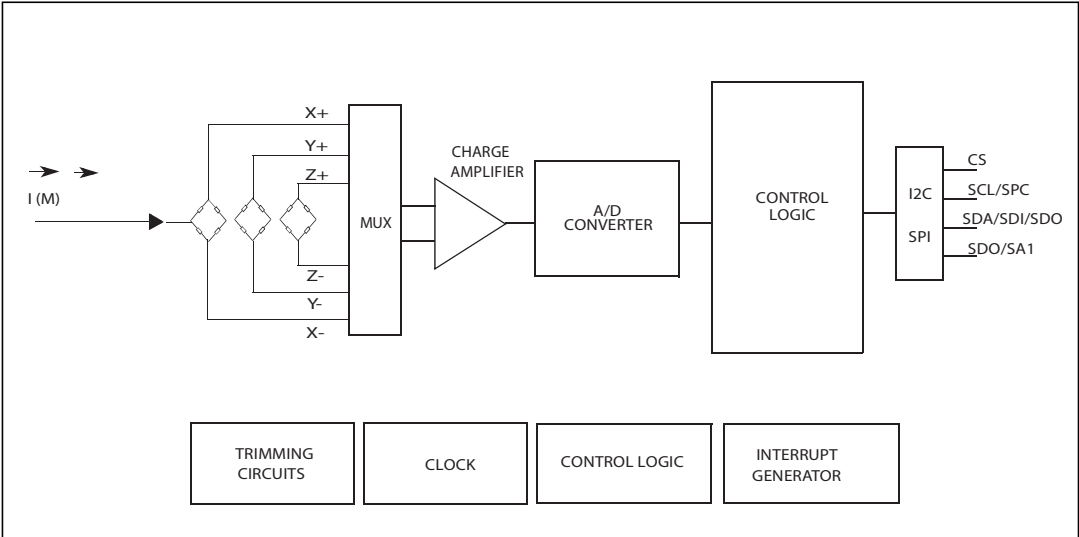 X+
Y+
Z+
I (M)
Z-
Y-
X-
MUX
CHARGE
AMPLIFIER
A/D
CONVERTER
CONTROL
LOGIC
I2C
SPI
CS
SCL/SPC
SDA/SDI/SDO
SDO/SA1
TRIMMING
CIRCUITS
CLOCK
CONTROL LOGIC
INTERRUPT
GENERATOR